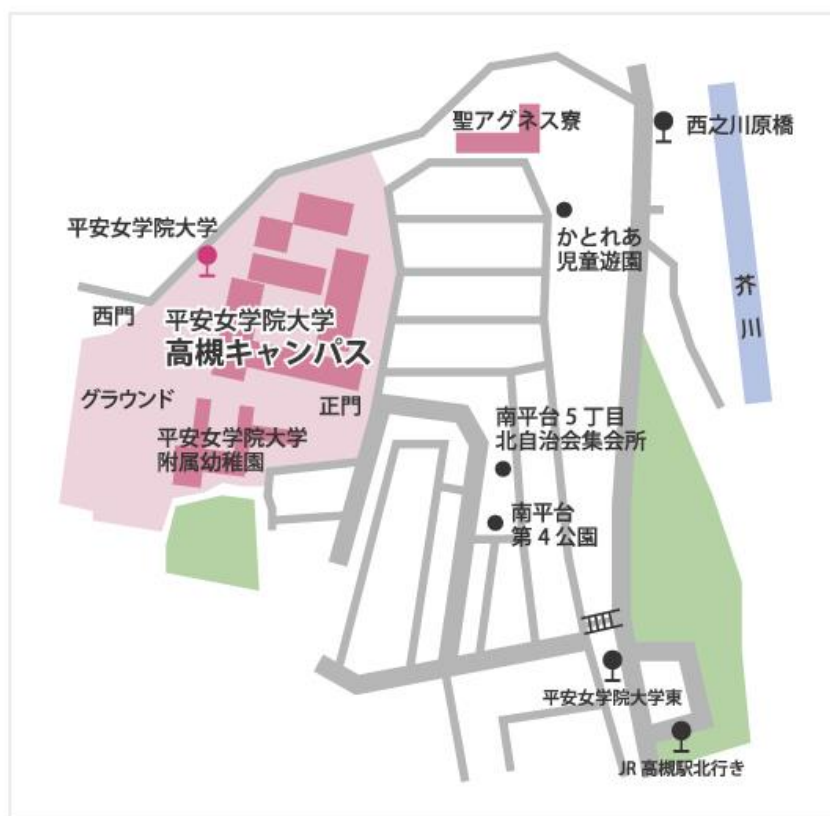 聖アグネス寮
西之川原橋
平安女学院大学
かとれあ
児童遊園
芥川
西門
平安女学院大学
高槻キャンパス
グラウンド
正門
平安女学院大学
附属幼稚園
南平台5丁目
北自治会集会所
南平台
第4公園
平安女学院大学東
JR高槻駅北行き